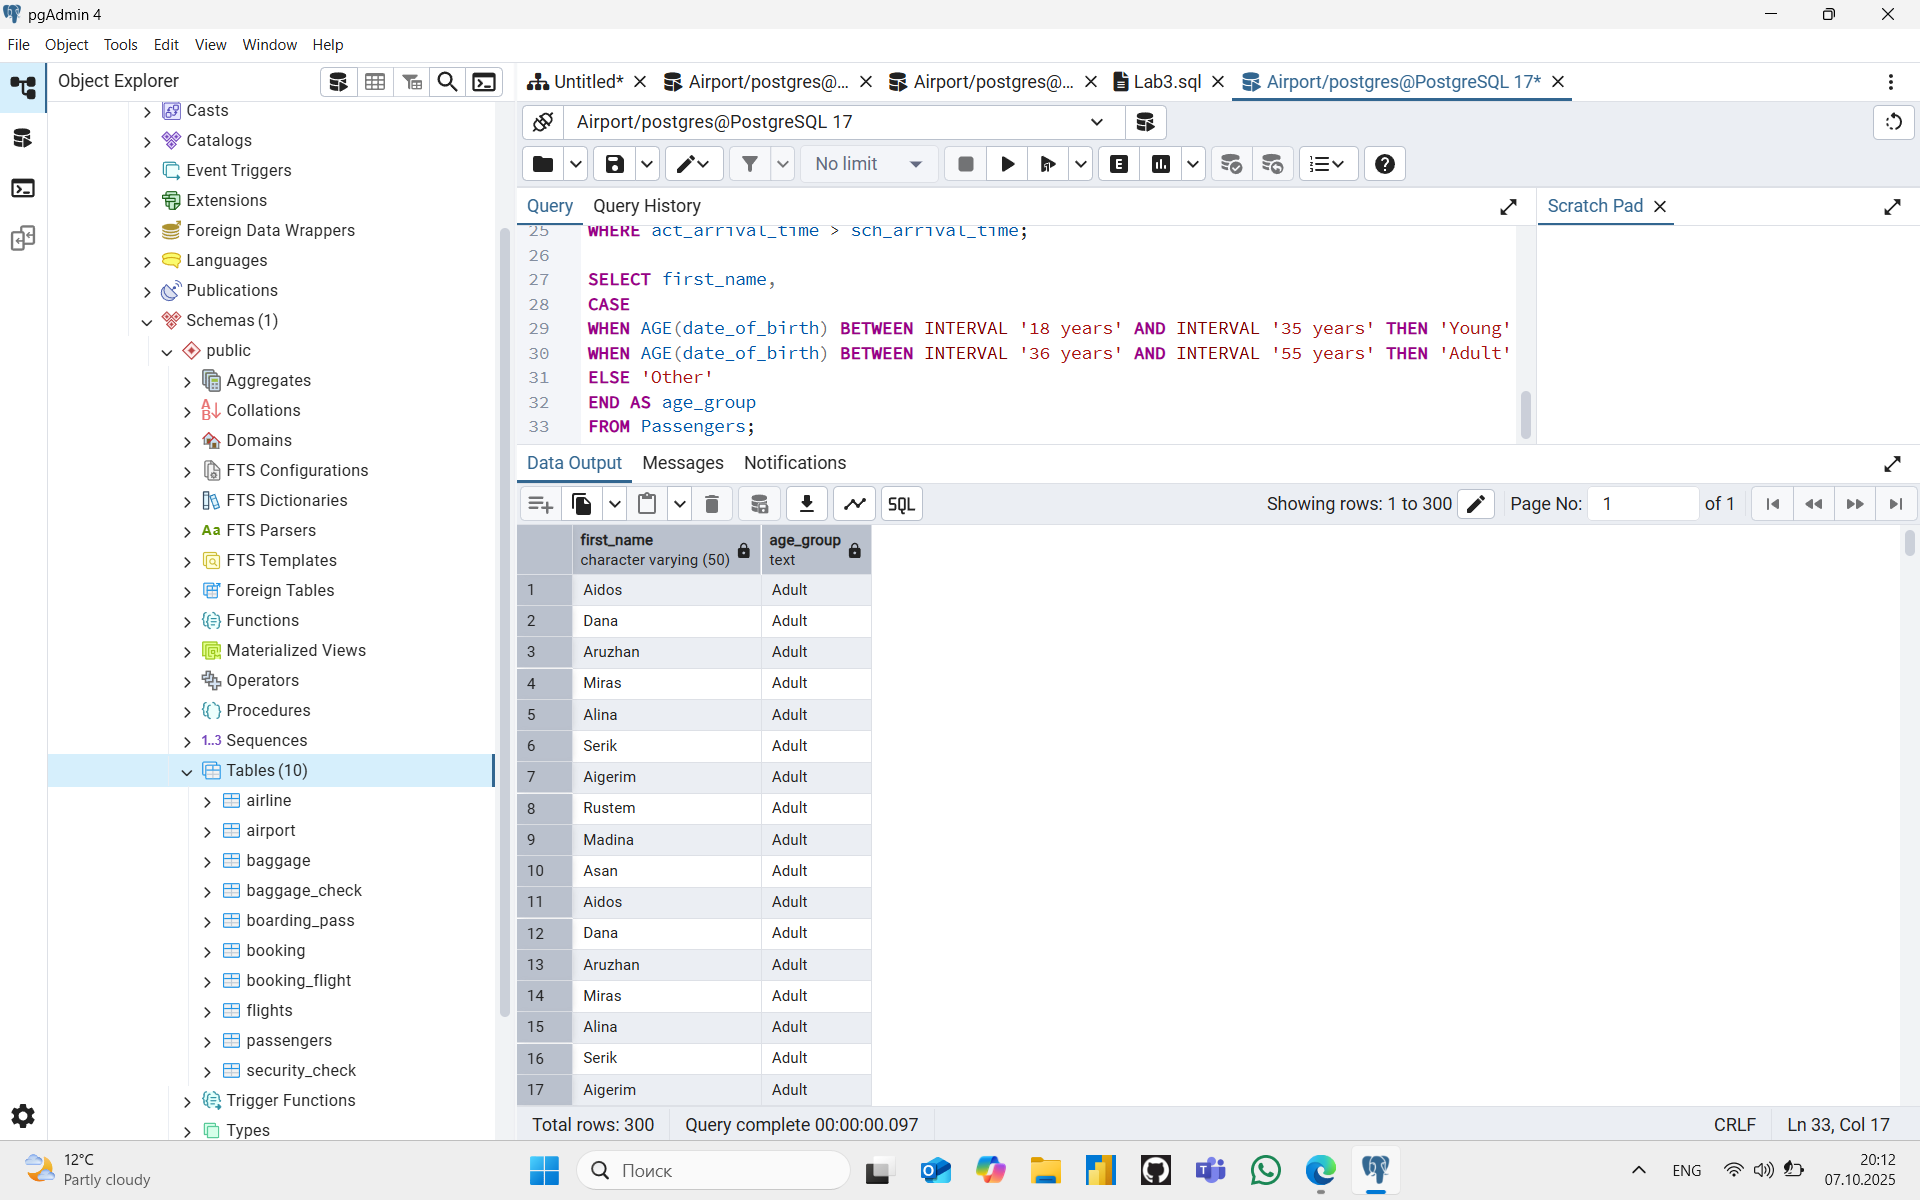 pgAdmin 4
File Object Tools Edit View Window Help
Object Explorer
Untitled* Airport/postgres@... Airport/postgres@... Lab3.sql Airport/postgres@PostgreSQL 17*
Casts
Catalogs
Event Triggers
Extensions
Foreign Data Wrappers
Languages
Publications
Schemas (1)
public
Aggregates
Collations
Domains
FTS Configurations
FTS Dictionaries
Aa FTS Parsers
FTS Templates
Foreign Tables
Functions
Materialized Views
Operators
Procedures
1..3 Sequences
Tables (10)
airline
airport
baggage
baggage_check
boarding_pass
booking
booking_flight
flights
passengers
security_check
Trigger Functions
Types
Airport/postgres@PostgreSQL 17
No limit
E
Query Query History
Scratch Pad
25 WHERE act_arrival_time > sch_arrival_time;
26
27 SELECT first_name,
28 CASE
29 WHEN AGE(date_of_birth) BETWEEN INTERVAL '18 years' AND INTERVAL '35 years' THEN 'Young'
30 WHEN AGE(date_of_birth) BETWEEN INTERVAL '36 years' AND INTERVAL '55 years' THEN 'Adult'
31 ELSE 'Other'
32 END AS age_group
33 FROM Passengers;
Data Output Messages Notifications
SQL Showing rows: 1 to 300 Page No: 1 of 1
first_name age_group
character varying (50) text
1 Aidos Adult
2 Dana Adult
3 Aruzhan Adult
4 Miras Adult
5 Alina Adult
6 Serik Adult
7 Aigerim Adult
8 Rustem Adult
9 Madina Adult
10 Asan Adult
11 Aidos Adult
12 Dana Adult
13 Aruzhan Adult
14 Miras Adult
15 Alina Adult
16 Serik Adult
17 Aigerim Adult
Total rows: 300 Query complete 00:00:00.097 CRLF Ln 33, Col 17
12°C
Partly cloudy
Поиск
ENG
20:12
07.10.2025